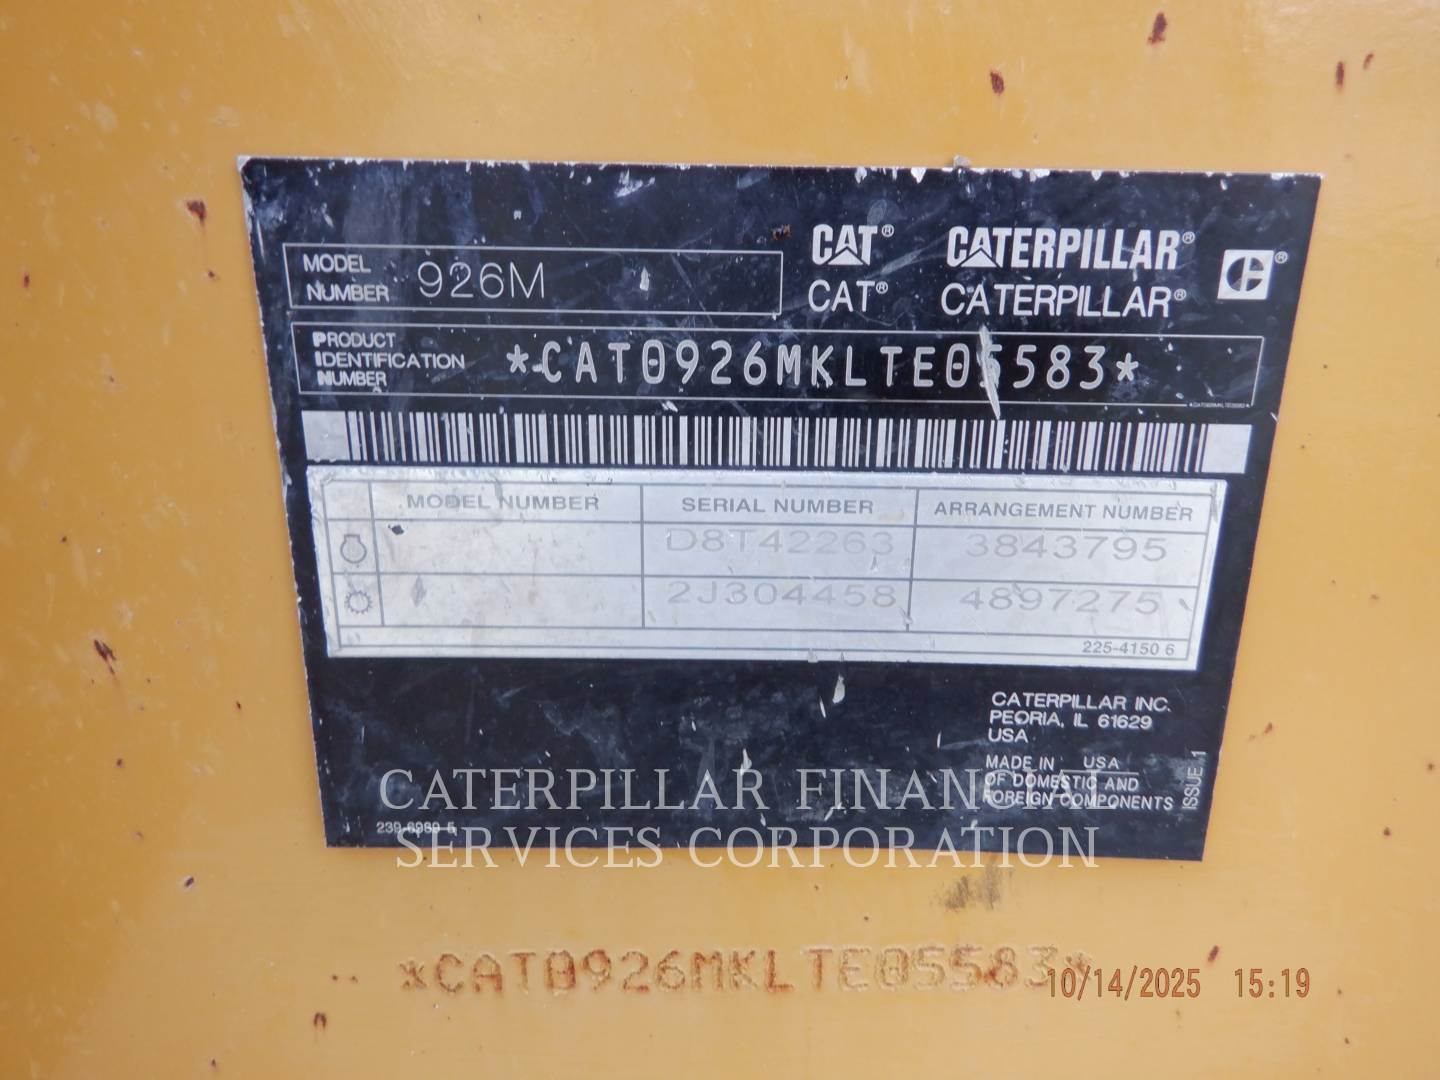 MODEL NUMBER 926M
CAT® CATERPILLAR®
CAT® CATERPILLAR® ®
PRODUCT
IDENTIFICATION
NUMBER
*CAT0926MKLTE05583*
MODEL NUMBER SERIAL NUMBER ARRANGEMENT NUMBER
D8T42263 3843795
2J304458 4897275
225-4150 6
CATERPILLAR INC.
PEORIA, IL 61629
USA
MADE IN USA
OF DOMESTIC AND
FOREIGN COMPONENTS
ISSUE 1
CATERPILLAR FINANCIAL
SERVICES CORPORATION
*CAT0926MKLTE05583*
10/14/2025 15:19